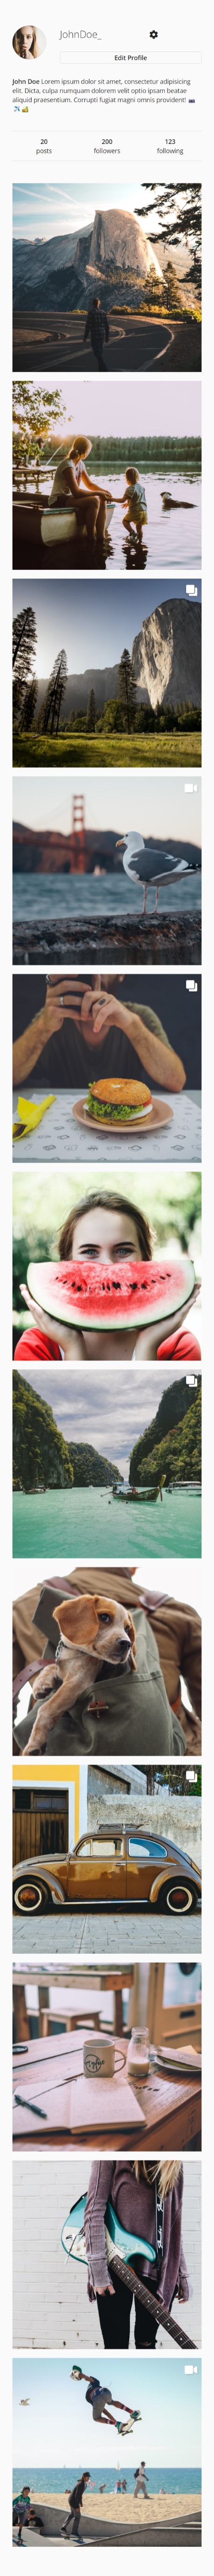 JohnDoe_
Edit Profile
John Doe Lorem ipsum dolor sit amet, consectetur adipisicing
elit. Dicta, culpa numquam dolorem velit optio ipsam beatae
aliquid praesentium. Corrupti fugiat magni omnis provident! 📷
✈️ 🏕️
20 200 123
posts followers following